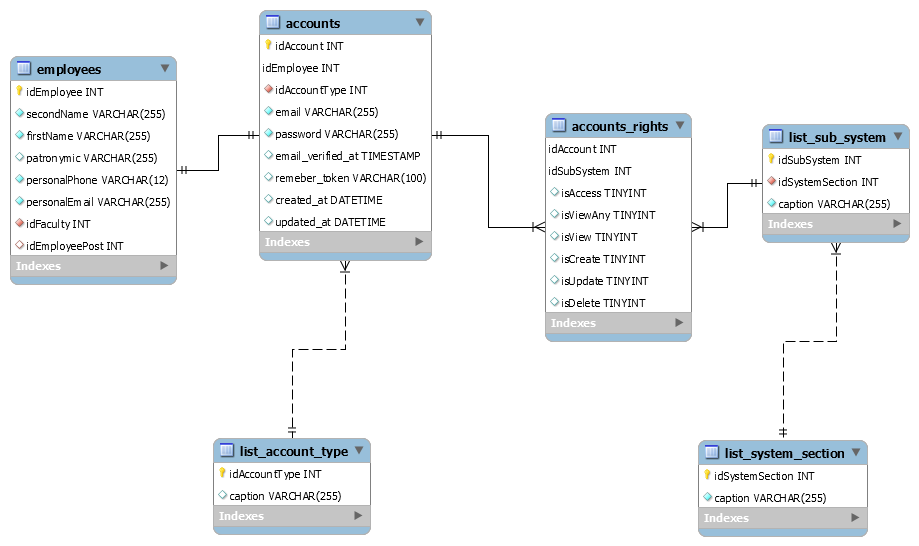 employees
idEmployee INT
secondName VARCHAR(255)
firstName VARCHAR(255)
patronymic VARCHAR(255)
personalPhone VARCHAR(12)
personalEmail VARCHAR(255)
idFaculty INT
idEmployeePost INT
Indexes
accounts
idAccount INT
idEmployee INT
idAccountType INT
email VARCHAR(255)
password VARCHAR(255)
email_verified_at TIMESTAMP
remeber_token VARCHAR(100)
created_at DATETIME
updated_at DATETIME
Indexes
accounts_rights
idAccount INT
idSubSystem INT
isAccess TINYINT
isViewAny TINYINT
isView TINYINT
isCreate TINYINT
isUpdate TINYINT
isDelete TINYINT
Indexes
list_sub_system
idSubSystem INT
idSystemSection INT
caption VARCHAR(255)
Indexes
list_account_type
idAccountType INT
caption VARCHAR(255)
Indexes
list_system_section
idSystemSection INT
caption VARCHAR(255)
Indexes